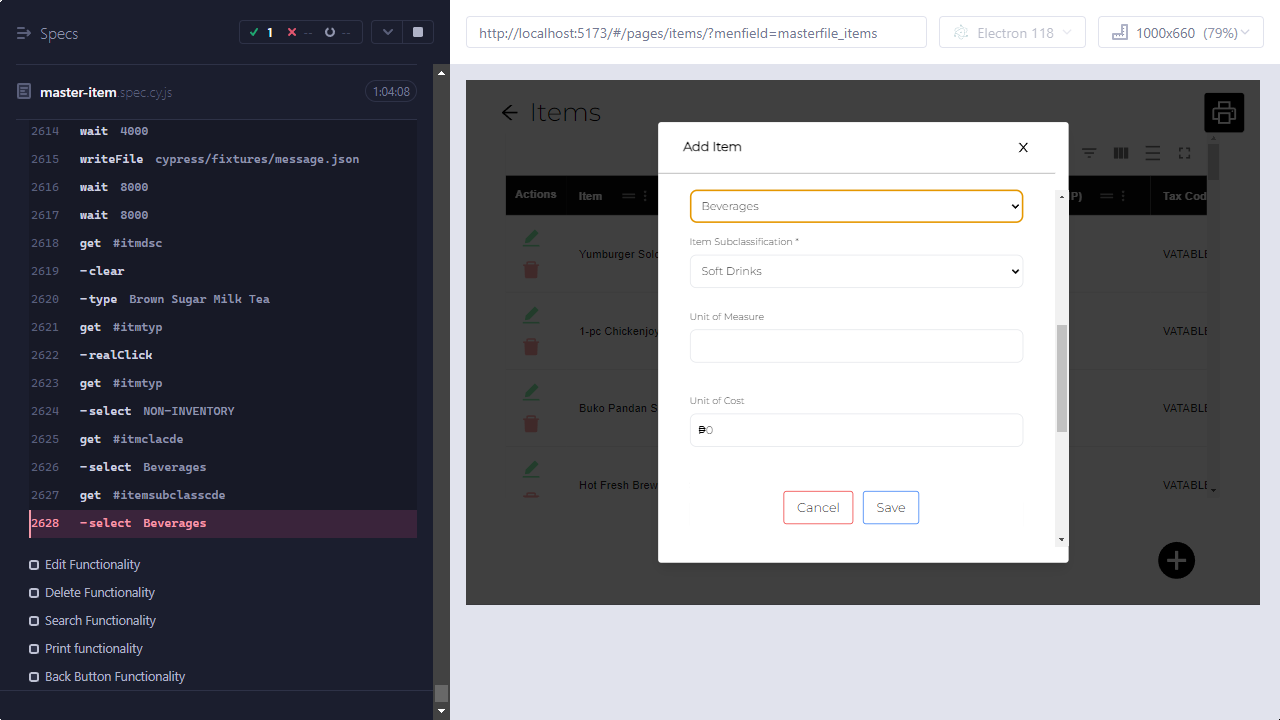 Specs
1
--
--
master-item.spec.cy.js
1:04:08
2614 wait 4000
2615 writeFile cypress/fixtures/message.json
2616 wait 8000
2617 wait 8000
2618 get #itmdsc
2619 -clear
2620 -type Brown Sugar Milk Tea
2621 get #itmtyp
2622 -realClick
2623 get #itmtyp
2624 -select NON-INVENTORY
2625 get #itmclacde
2626 -select Beverages
2627 get #itemsubclasscde
2628 -select Beverages
Edit Functionality
Delete Functionality
Search Functionality
Print functionality
Back Button Functionality
http://localhost:5173/#/pages/items/?menfield=masterfile_items
Electron 118
1000x660 (79%)
Items
Actions
Item
P)
Tax Cod
Yumburger Solo
VATABLE
1-pc Chickenjoy
VATABLE
Buko Pandan S
VATABLE
Hot Fresh Brew
VATABLE
Add Item
X
Beverages
Item Subclassification *
Soft Drinks
Unit of Measure
Unit of Cost
₱0
Cancel
Save